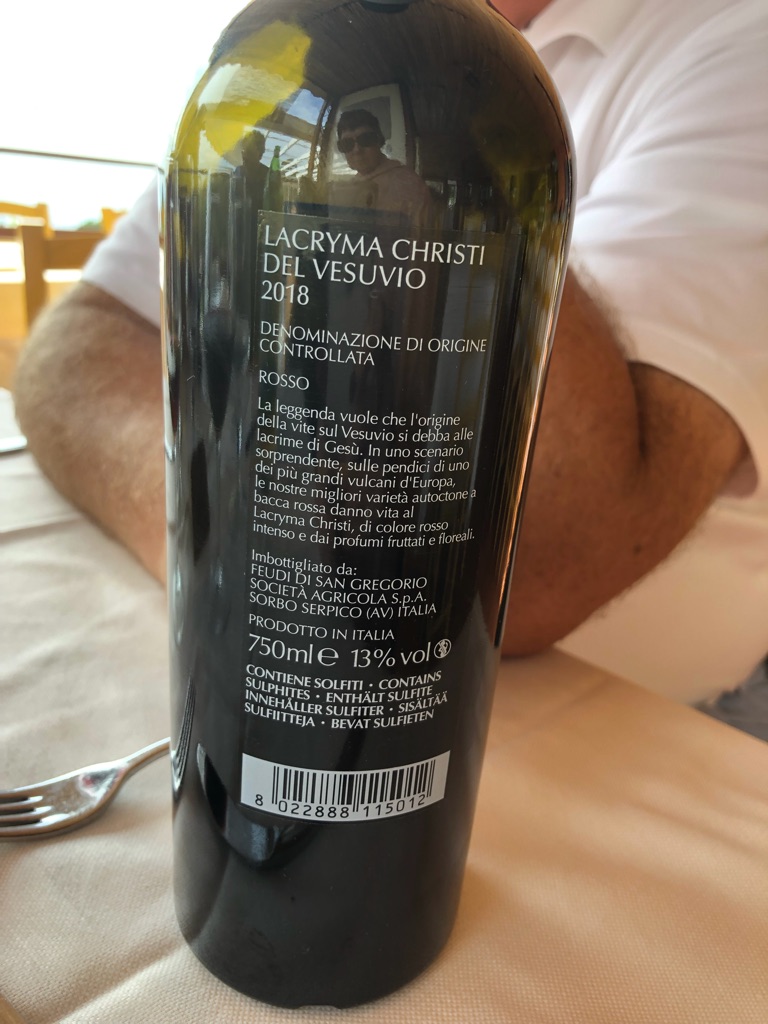 LACRYMA CHRISTI
DEL VESUVIO
2018
DENOMINAZIONE DI ORIGINE
CONTROLLATA
ROSSO
La leggenda vuole che l'origine
della vite sul Vesuvio si debba alle
lacrime di Gesù. In uno scenario
sorprendente, sulle pendici di uno
dei più grandi vulcani d'Europa,
le nostre migliori varietà autoctone a
bacca rossa danno vita al
Lacryma Christi, di colore rosso
intenso e dai profumi fruttati e floreali.
Imbottigliato da:
FEUDI DI SAN GREGORIO
SOCIETÀ AGRICOLA S.p.A.
SORBO SERPICO (AV) ITALIA
PRODOTTO IN ITALIA
750ml e 13% vol
CONTIENE SOLFITI • CONTAINS
SULPHITES • ENTHÄLT SULFITE
INNEHÅLLER SULFITER • SISÄLTÄÄ
SULFIITTEJA • BEVAT SULFIETEN
8 022888 115012